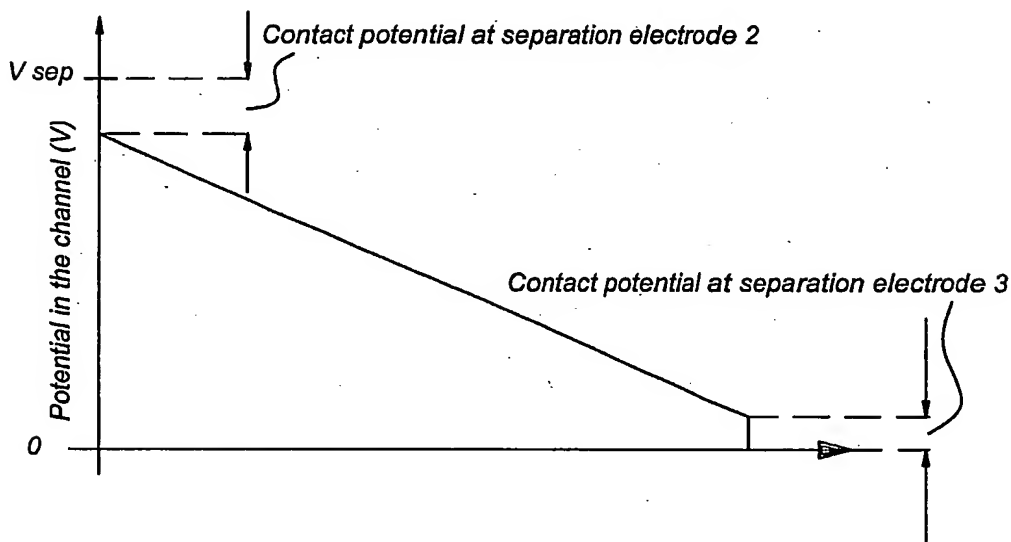 Contact potential at separation electrode 2
V sep
Potential in the channel (V)
Contact potential at separation electrode 3
0